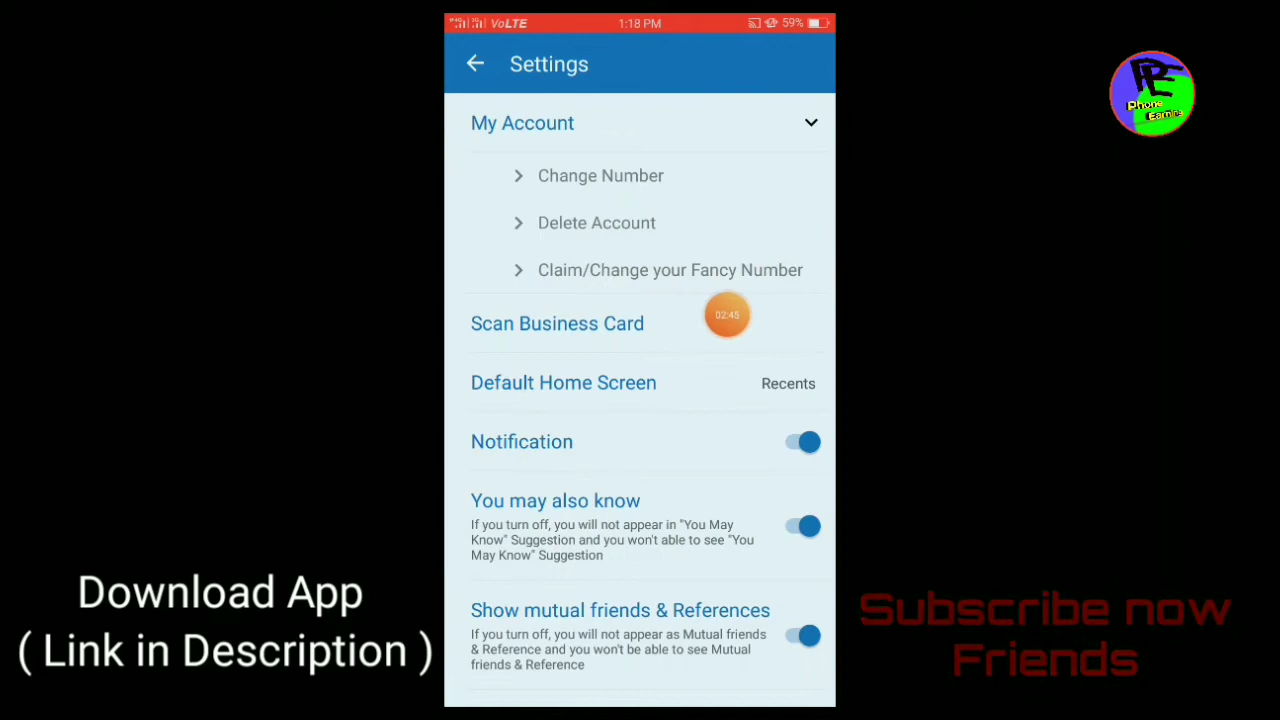 VoLTE
1:18 PM
59%
Settings
My Account
Change Number
Delete Account
Claim/Change your Fancy Number
02:45
Scan Business Card
Default Home Screen
Recents
Notification
You may also know
If you turn off, you will not appear in "You May
Know" Suggestion and you won't able to see "You
May Know" Suggestion
Show mutual friends & References
If you turn off, you will not appear as Mutual friends
& Reference and you won't be able to see Mutual
friends & Reference
Phone
Earning
Download App
( Link in Description )
Subscribe now
Friends